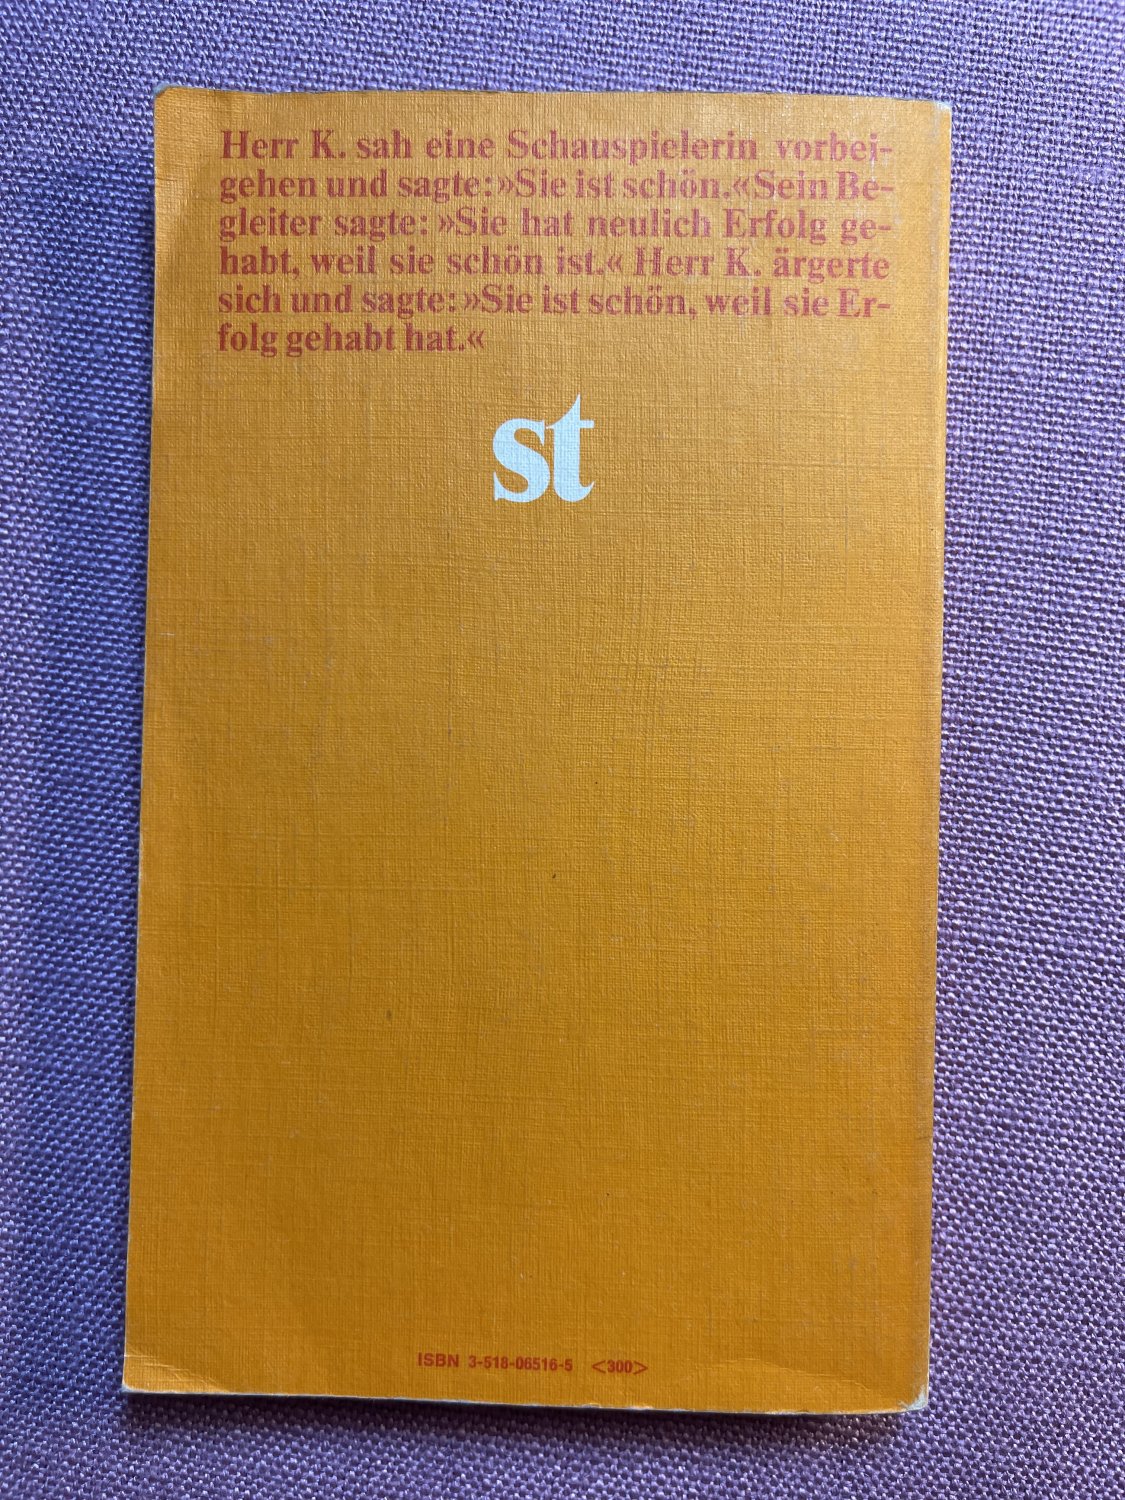 Herr K. sah eine Schauspielerin vorbei-
gehen und sagte: »Sie ist schön.« Sein Be-
gleiter sagte: »Sie hat neulich Erfolg ge-
habt, weil sie schön ist.« Herr K. ärgerte
sich und sagte: »Sie ist schön, weil sie Er-
folg gehabt hat.«
st
ISBN 3-518-06516-5 <300>